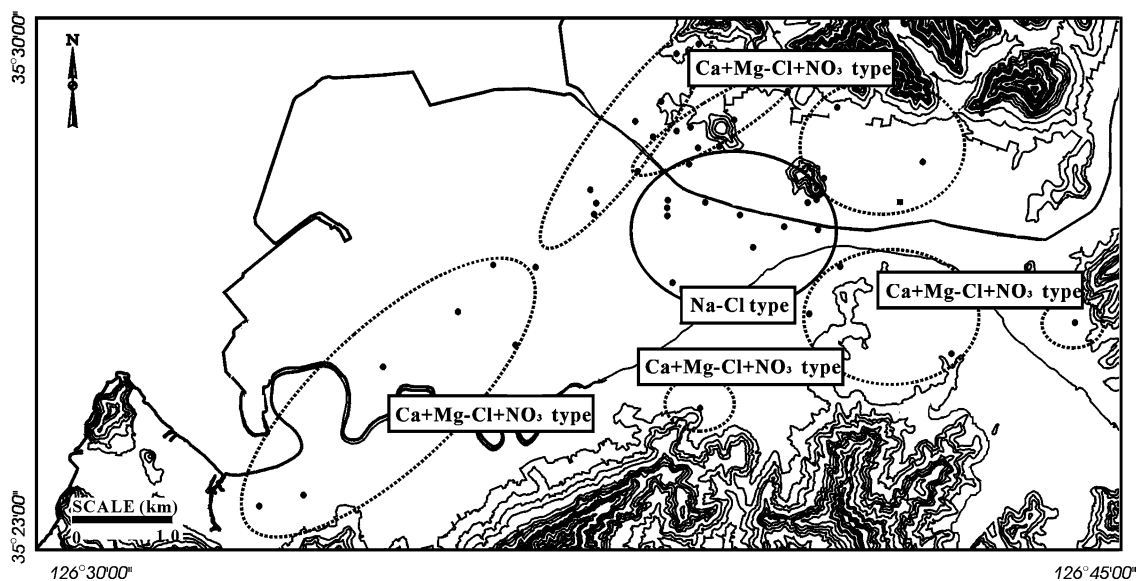 35°30'00"
N
Ca+Mg-Cl+NO₃ type
Ca+Mg-Cl+NO₃ type
Na-Cl type
Ca+Mg-Cl+NO₃ type
Ca+Mg-Cl+NO₃ type
SCALE (km)
0 1.0
35°23'00"
126°30'00" 126°45'00"